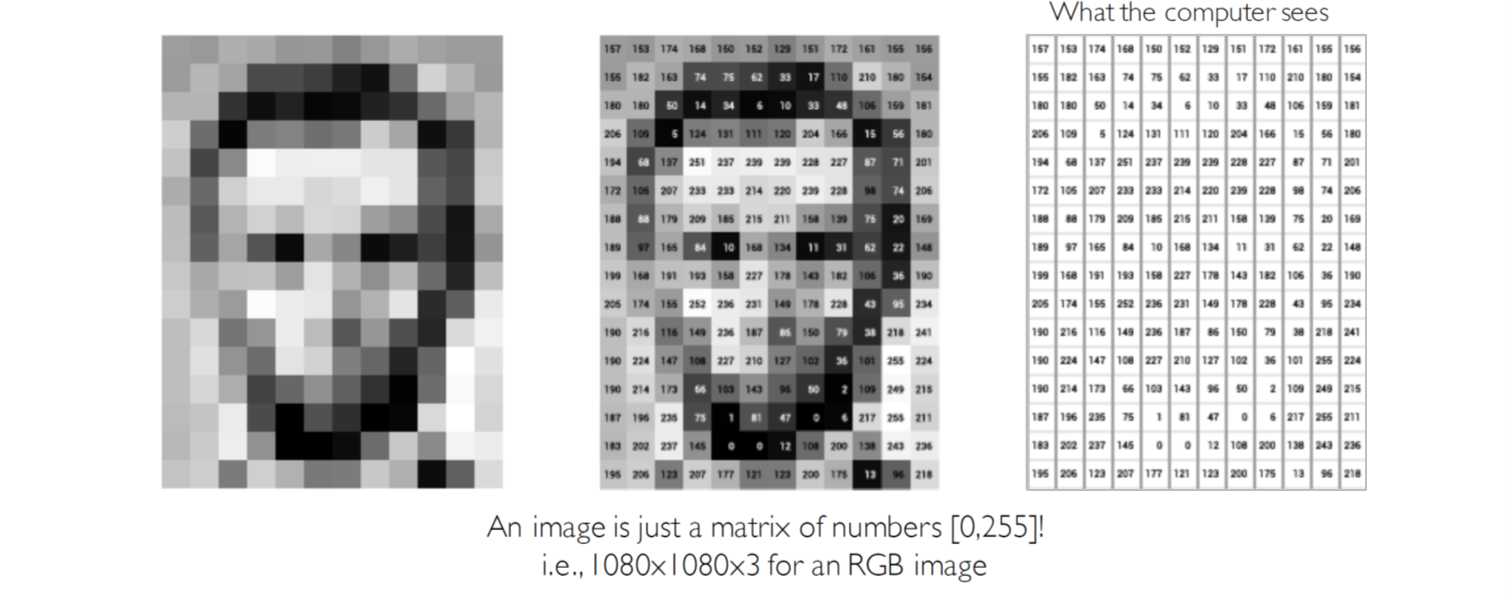 What the computer sees
157 153 174 168 150 152 129 151 172 161 155 156
155 182 163 74 75 62 33 17 110 210 180 154
180 180 50 14 34 6 10 33 48 106 159 181
206 109 5 124 131 111 120 204 166 15 56 180
194 68 137 251 237 239 239 228 227 87 71 201
172 105 207 233 233 214 220 239 228 98 74 206
188 88 179 209 185 215 211 158 139 75 20 169
189 97 165 84 10 168 134 11 31 62 22 148
199 168 191 193 158 227 178 143 182 106 36 190
205 174 155 252 236 231 149 178 228 43 95 234
190 216 116 149 236 187 86 150 79 38 218 241
190 224 147 108 227 210 127 102 36 101 255 224
190 214 173 66 103 143 96 50 2 109 249 215
187 196 235 75 1 81 47 0 6 217 255 211
183 202 237 145 0 0 12 108 200 138 243 236
195 206 123 207 177 121 123 200 175 13 96 218
157 153 174 168 150 152 129 151 172 161 155 156
155 182 163 74 75 62 33 17 110 210 180 154
180 180 50 14 34 6 10 33 48 106 159 181
206 109 5 124 131 111 120 204 166 15 56 180
194 68 137 251 237 239 239 228 227 87 71 201
172 105 207 233 233 214 220 239 228 98 74 206
188 88 179 209 185 215 211 158 139 75 20 169
189 97 165 84 10 168 134 11 31 62 22 148
199 168 191 193 158 227 178 143 182 106 36 190
205 174 155 252 236 231 149 178 228 43 95 234
190 216 116 149 236 187 86 150 79 38 218 241
190 224 147 108 227 210 127 102 36 101 255 224
190 214 173 66 103 143 96 50 2 109 249 215
187 196 235 75 1 81 47 0 6 217 255 211
183 202 237 145 0 0 12 108 200 138 243 236
195 206 123 207 177 121 123 200 175 13 96 218
An image is just a matrix of numbers [0,255]!
i.e., 1080x1080x3 for an RGB image